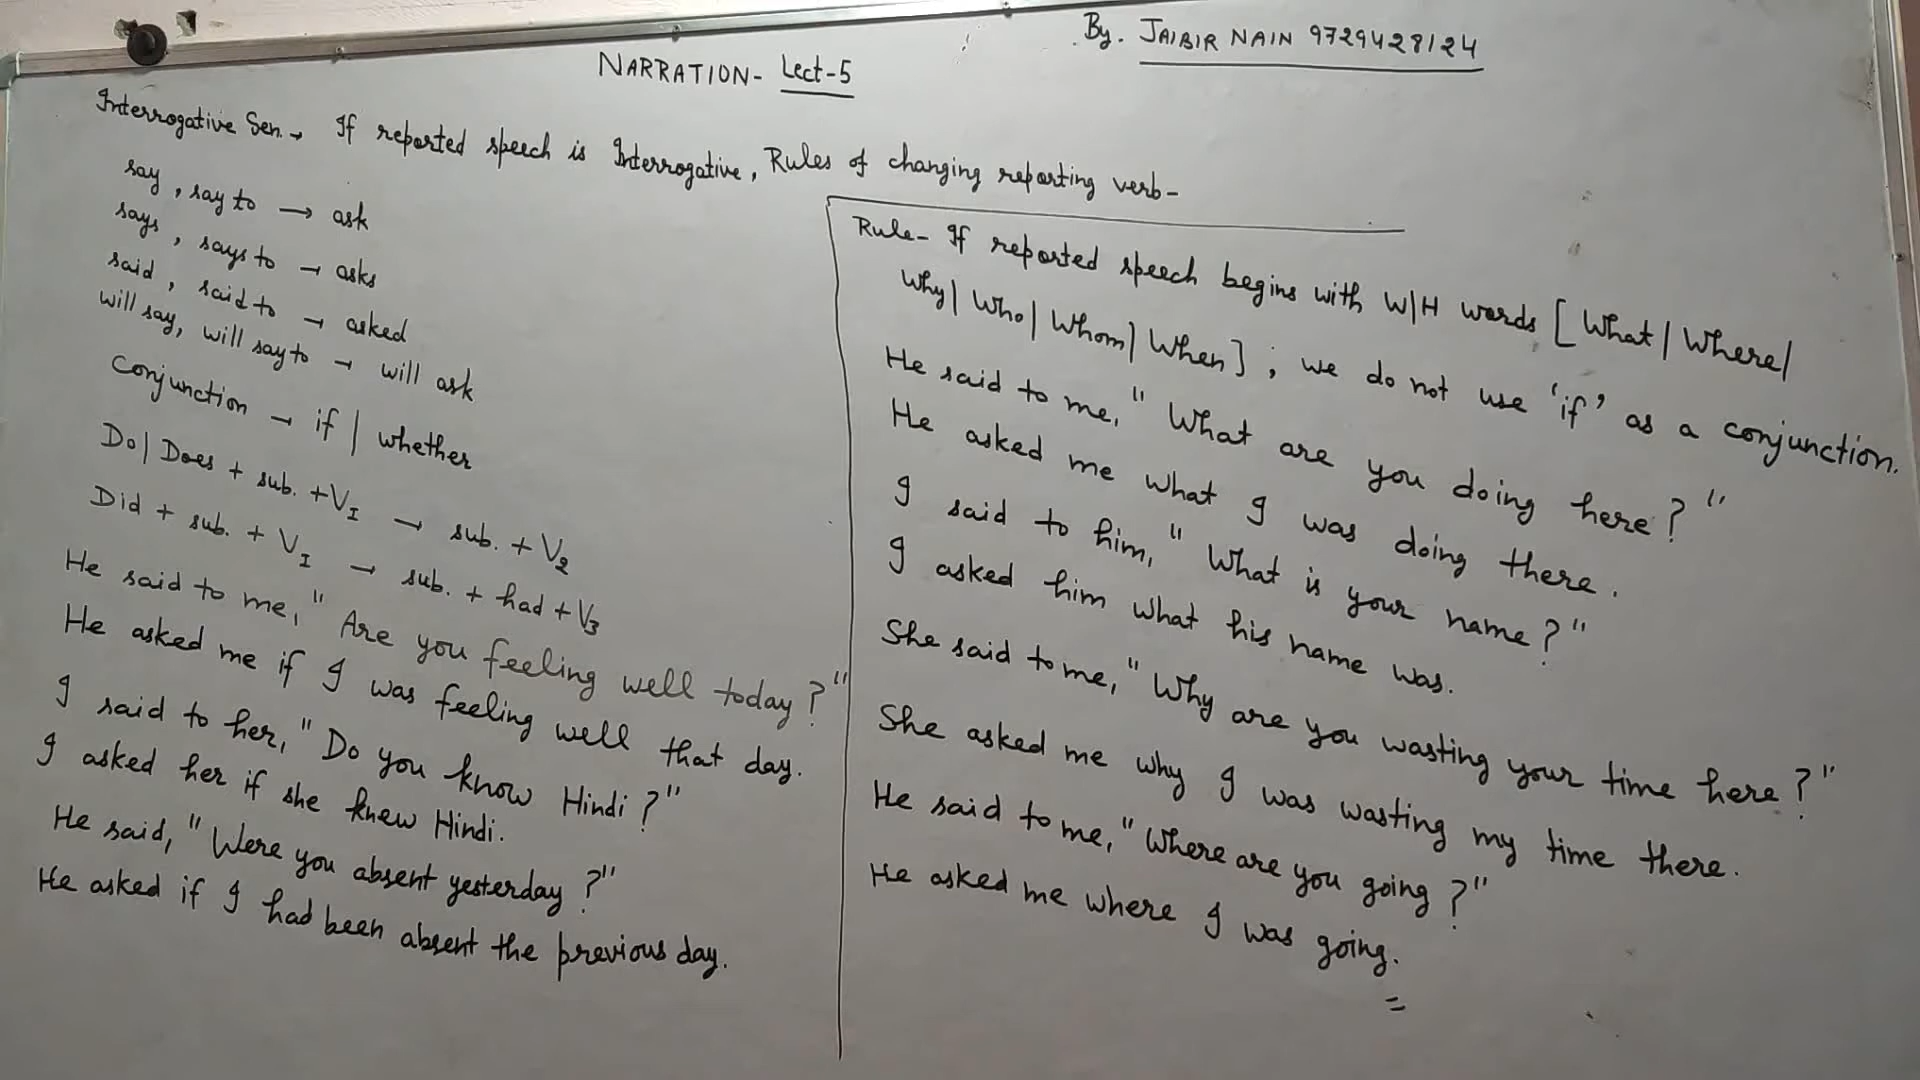 NARRATION- Lect-5
By. JAIBIR NAIN 9729428124
Interrogative Sen. → If reported speech is Interrogative, Rules of changing reporting verb-
say, say to → ask
says, says to → asks
said, said to → asked
will say, will say to → will ask
Conjunction → if | whether
Do| Does + sub. + V₁ → sub. + V₂
Did + sub. + V₁ → sub. + had + V₃
He said to me, "Are you feeling well today?"
He asked me if I was feeling well that day.
I said to her, "Do you know Hindi?"
I asked her if she knew Hindi.
He said, "Were you absent yesterday?"
He asked if I had been absent the previous day.
Rule- If reported speech begins with W|H words [What| Where|
Why| Who| Whom| When]; we do not use 'if' as a conjunction.
He said to me, "What are you doing here?"
He asked me what I was doing there.
I said to him, "What is your name?"
I asked him what his name was.
She said to me, "Why are you wasting your time here?"
She asked me why I was wasting my time there.
He said to me, "Where are you going?"
He asked me where I was going.
=